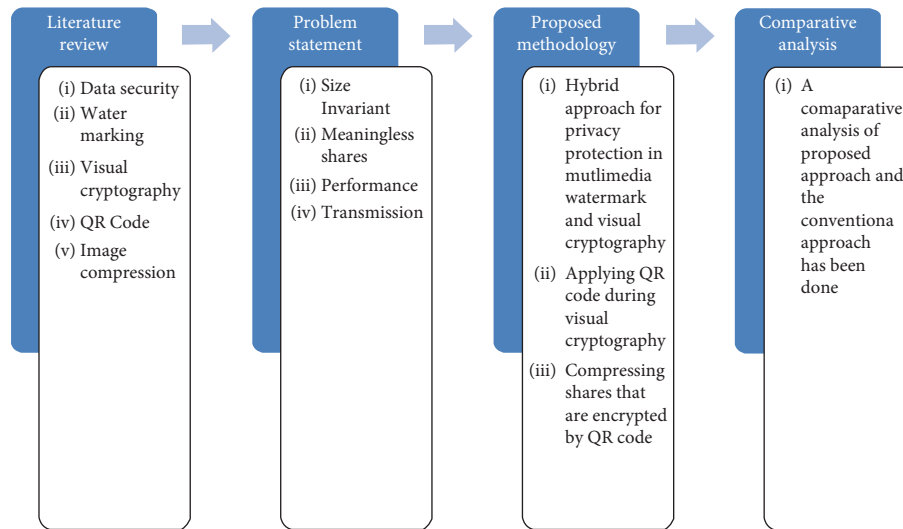 Literature
review
(i) Data security
(ii) Water
marking
(iii) Visual
cryptography
(iv) QR Code
(v) Image
compression
Problem
statement
(i) Size
Invariant
(ii) Meaningless
shares
(iii) Performance
(iv) Transmission
Proposed
methodology
(i) Hybrid
approach for
privacy
protection in
mutlimedia
watermark
and visual
cryptography
(ii) Applying QR
code during
visual
cryptography
(iii) Compressing
shares that
are encrypted
by QR code
Comparative
analysis
(i) A
comaparative
analysis of
proposed
approach and
the
conventiona
approach
has been
done